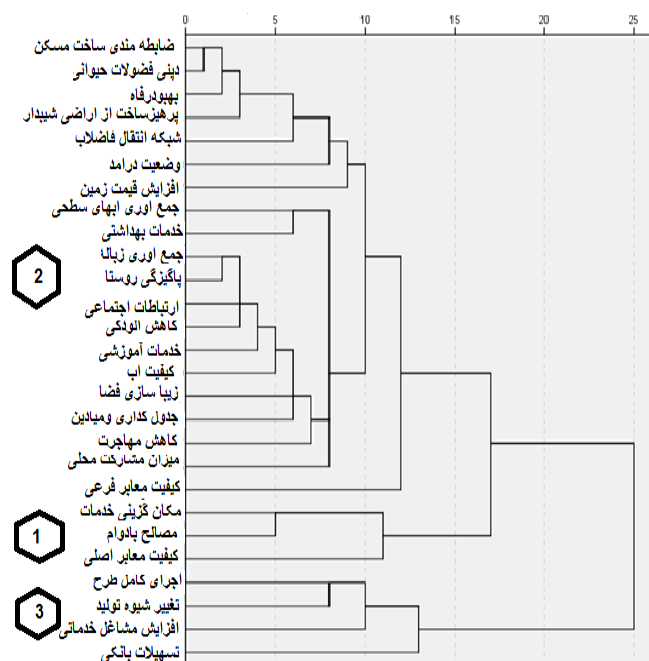 0 5 10 15 20 25
ضابطه مندی ساخت مسکن
دپنی فضولات حیوانی
بهبودرفاه
پرهیزساخت از اراضی شیبدار
شبکه انتقال فاضلاب
وضعیت درامد
افزایش قیمت زمین
جمع اوری ابهای سطحی
خدمات بهداشتی
جمع اوری زباله
پاگیزگی روستا
2
ارتباطات اجتماعی
کاهش الودکی
خدمات آموزشی
کیفیت اب
زیبا سازی فضا
جدول کذاری ومیادین
کاهش مهاجرت
میزان مشارکت محلی
کیفیت معابر فرعی
مکان گزینی خدمات
1
مصالح بادوام
کیفیت معابر اصلی
اجرای کامل طرح
تغییر شیوه تولید
3
افزایش مشاغل خدماتی
تسهیلات بانکی